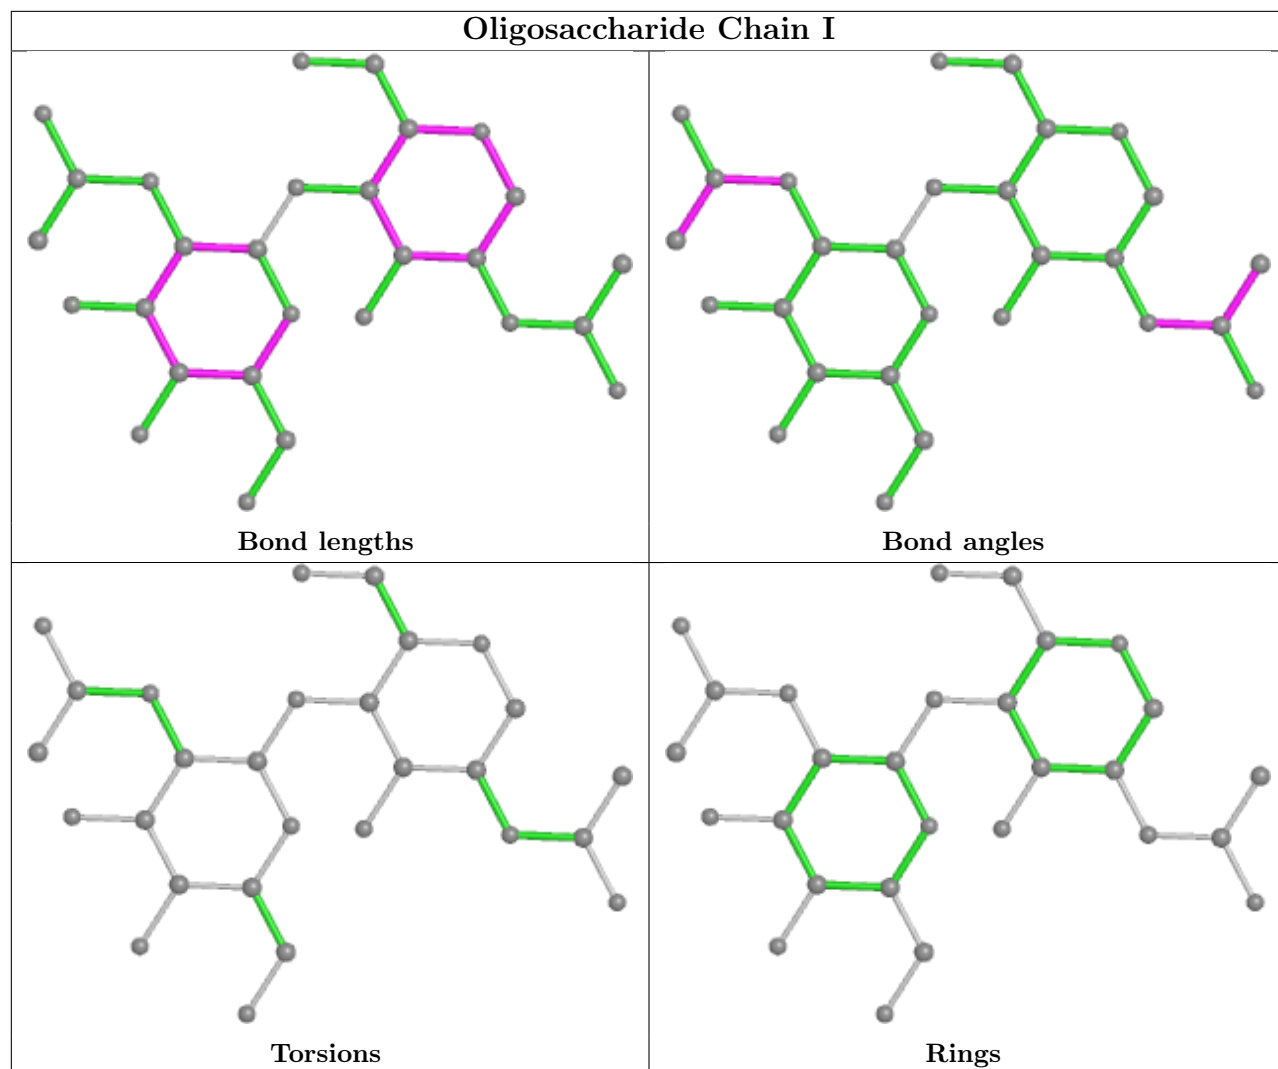 Oligosaccharide Chain I
Bond lengths
Bond angles
Torsions
Rings